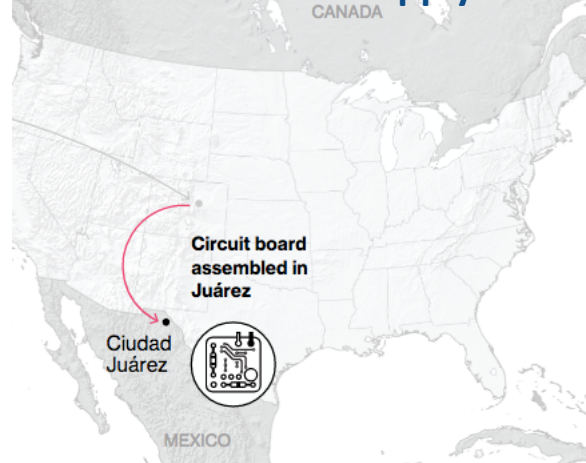 CANADA
Circuit board
assembled in
Juárez
Ciudad
Juárez
MEXICO